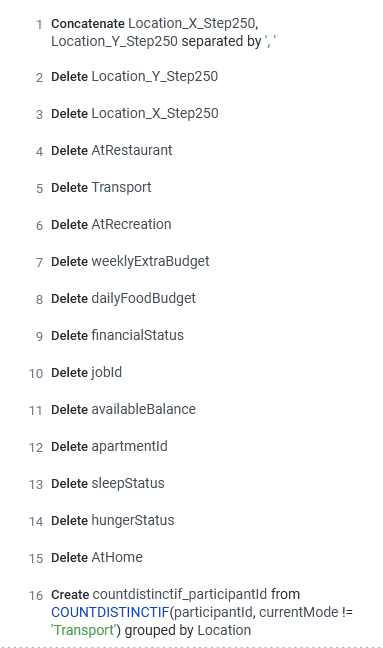 1 Concatenate Location_X_Step250,
Location_Y_Step250 separated by ', '
2 Delete Location_Y_Step250
3 Delete Location_X_Step250
4 Delete AtRestaurant
5 Delete Transport
6 Delete AtRecreation
7 Delete weeklyExtraBudget
8 Delete dailyFoodBudget
9 Delete financialStatus
10 Delete jobId
11 Delete availableBalance
12 Delete apartmentId
13 Delete sleepStatus
14 Delete hungerStatus
15 Delete AtHome
16 Create countdistinctif_participantId from
COUNTDISTINCTIF(participantId, currentMode !=
'Transport') grouped by Location